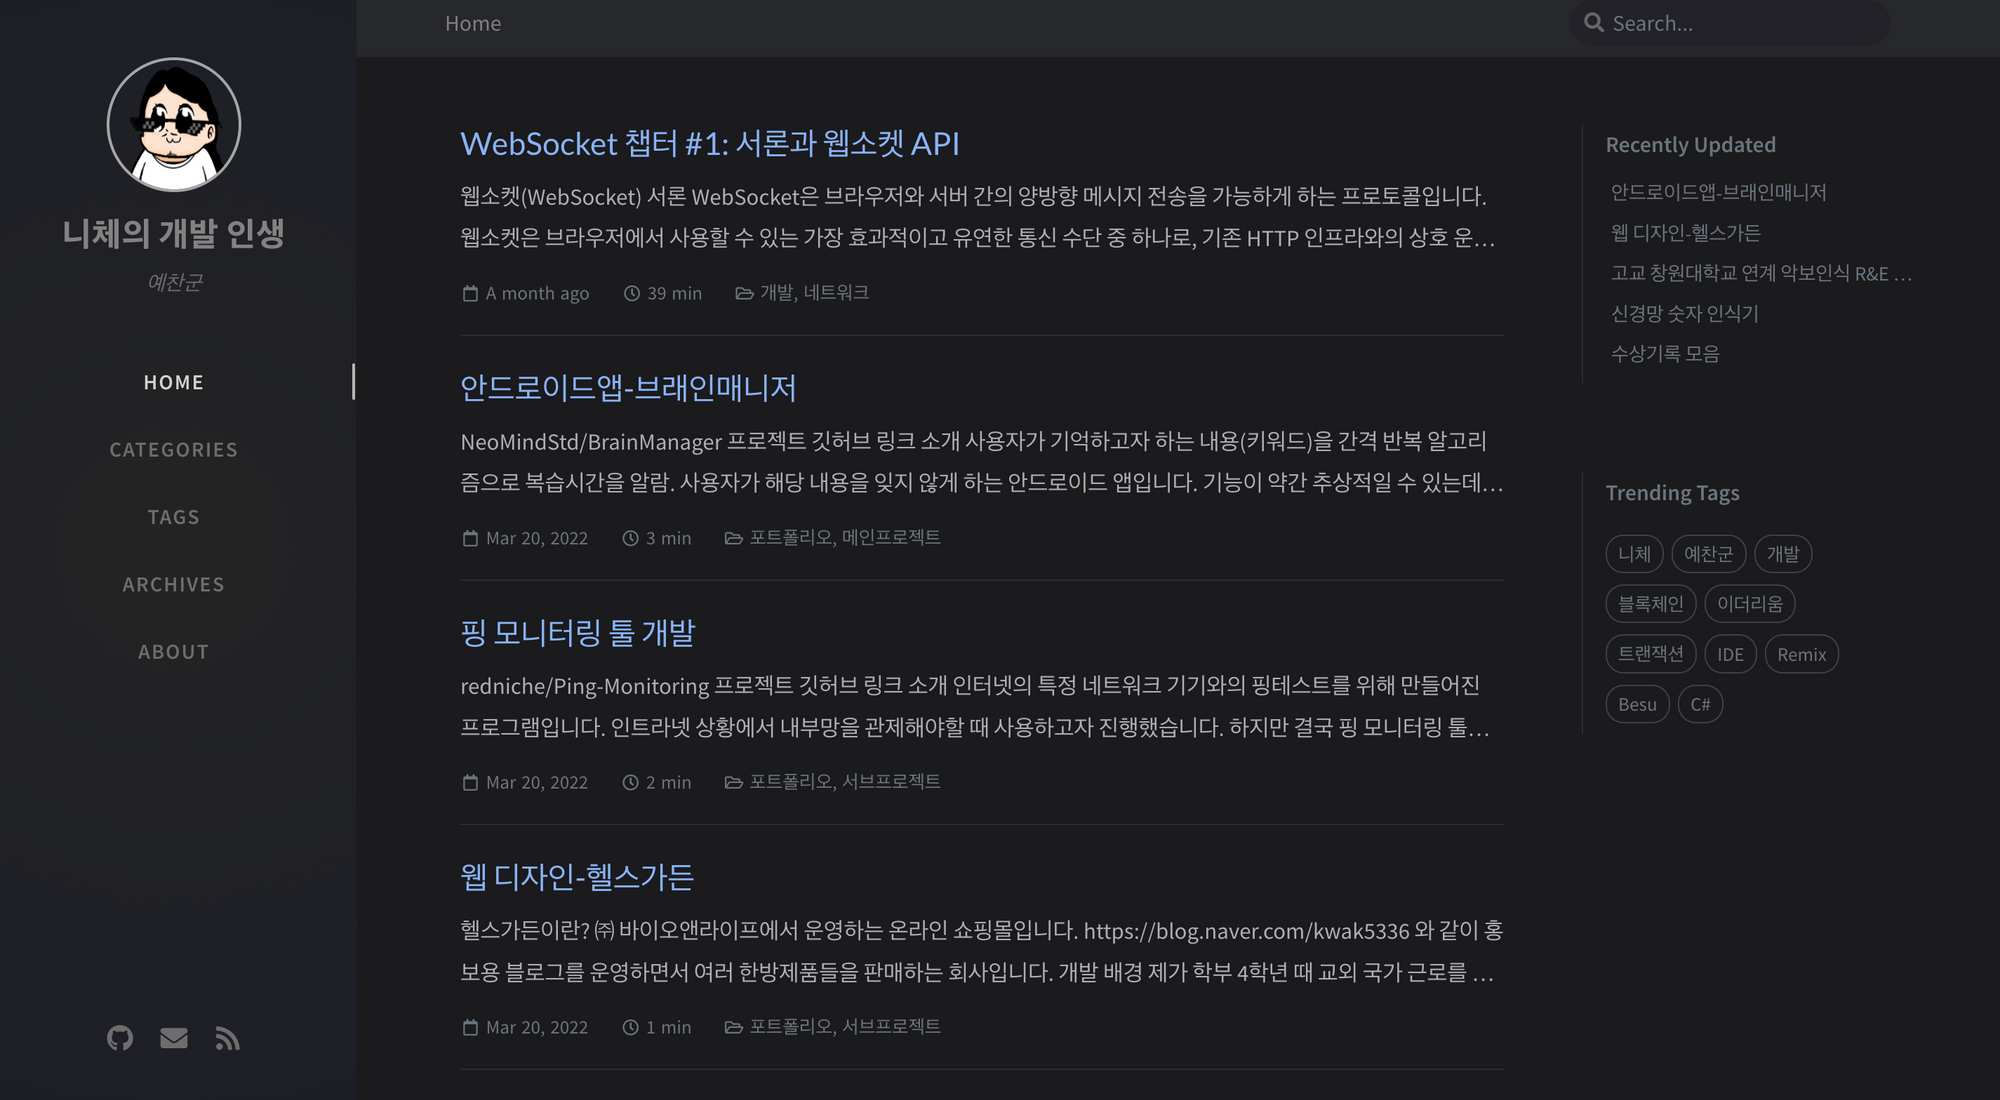 니체의 개발 인생
예찬군
HOME
CATEGORIES
TAGS
ARCHIVES
ABOUT
Home
Search...
WebSocket 챕터 #1: 서론과 웹소켓 API
웹소켓(WebSocket) 서론 WebSocket은 브라우저와 서버 간의 양방향 메시지 전송을 가능하게 하는 프로토콜입니다.
웹소켓은 브라우저에서 사용할 수 있는 가장 효과적이고 유연한 통신 수단 중 하나로, 기존 HTTP 인프라와의 상호 운...
A month ago 39 min 개발, 네트워크
안드로이드앱-브래인매니저
NeoMindStd/BrainManager 프로젝트 깃허브 링크 소개 사용자가 기억하고자 하는 내용(키워드)을 간격 반복 알고리
즘으로 복습시간을 알람. 사용자가 해당 내용을 잊지 않게 하는 안드로이드 앱입니다. 기능이 약간 추상적일 수 있는데...
Mar 20, 2022 3 min 포트폴리오, 메인프로젝트
핑 모니터링 툴 개발
redniche/Ping-Monitoring 프로젝트 깃허브 링크 소개 인터넷의 특정 네트워크 기기와의 핑테스트를 위해 만들어진
프로그램입니다. 인트라넷 상황에서 내부망을 관제해야할 때 사용하고자 진행했습니다. 하지만 결국 핑 모니터링 툴...
Mar 20, 2022 2 min 포트폴리오, 서브프로젝트
웹 디자인-헬스가든
헬스가든이란? ㈜ 바이오앤라이프에서 운영하는 온라인 쇼핑몰입니다. https://blog.naver.com/kwak5336 와 같이 홍
보용 블로그를 운영하면서 여러 한방제품들을 판매하는 회사입니다. 개발 배경 제가 학부 4학년 때 교외 국가 근로를 ...
Mar 20, 2022 1 min 포트폴리오, 서브프로젝트
Recently Updated
안드로이드앱-브래인매니저
웹 디자인-헬스가든
고교 창원대학교 연계 악보인식 R&E ...
신경망 숫자 인식기
수상기록 모음
Trending Tags
니체 예찬군 개발
블록체인 이더리움
트랜잭션 IDE Remix
Besu C#